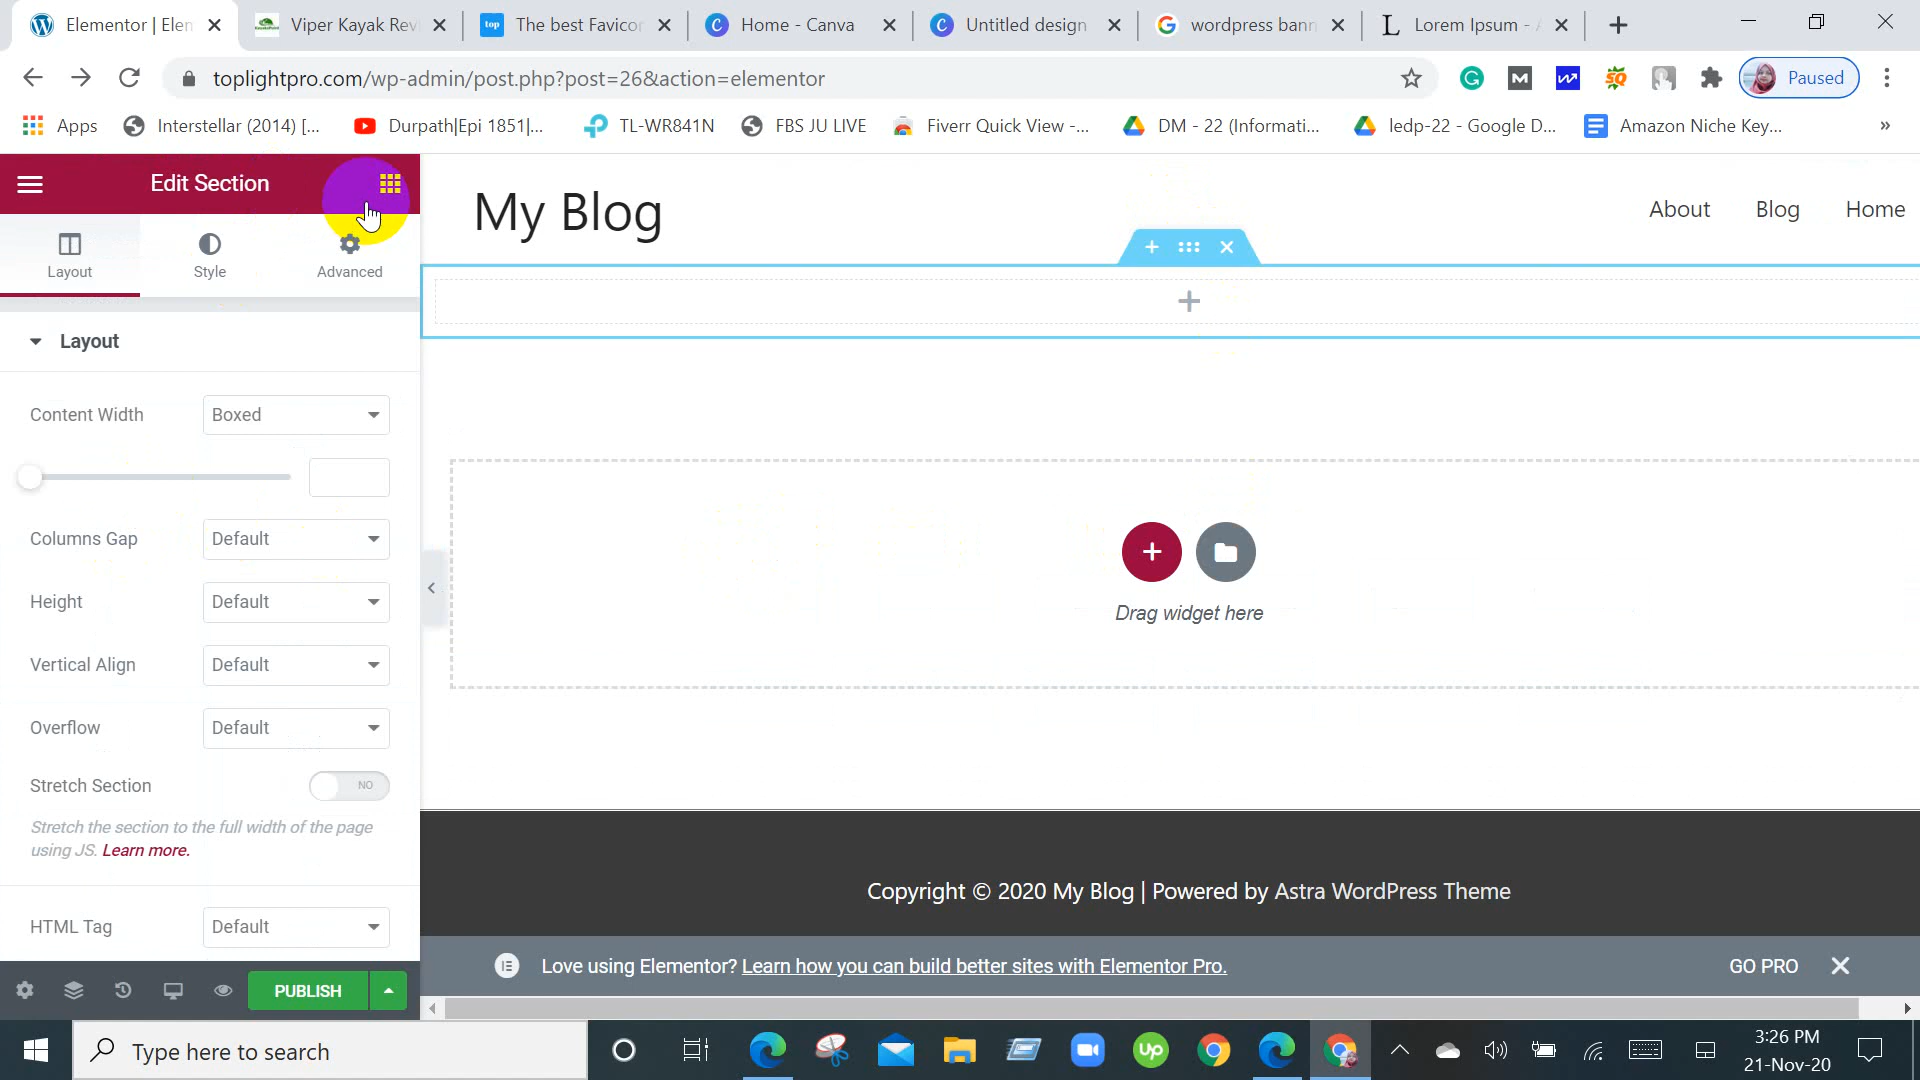 Elementor | Elen
Viper Kayak Rev
top
The best Favicon
Home - Canva
Untitled design
wordpress bann
Lorem Ipsum - A
toplightpro.com/wp-admin/post.php?post=26&action=elementor
Paused
Apps
Interstellar (2014) [...
Durpath|Epi 1851|...
TL-WR841N
FBS JU LIVE
Fiverr Quick View -...
DM - 22 (Informati...
ledp-22 - Google D...
Amazon Niche Key...
»
Edit Section
Layout
Style
Advanced
Layout
Content Width
Boxed
Columns Gap
Default
Height
Default
Vertical Align
Default
Overflow
Default
Stretch Section
NO
Stretch the section to the full width of the page
using JS. Learn more.
HTML Tag
Default
PUBLISH
My Blog
About
Blog
Home
Drag widget here
Copyright © 2020 My Blog | Powered by Astra WordPress Theme
Love using Elementor? Learn how you can build better sites with Elementor Pro.
GO PRO
Type here to search
Up
3:26 PM
21-Nov-20